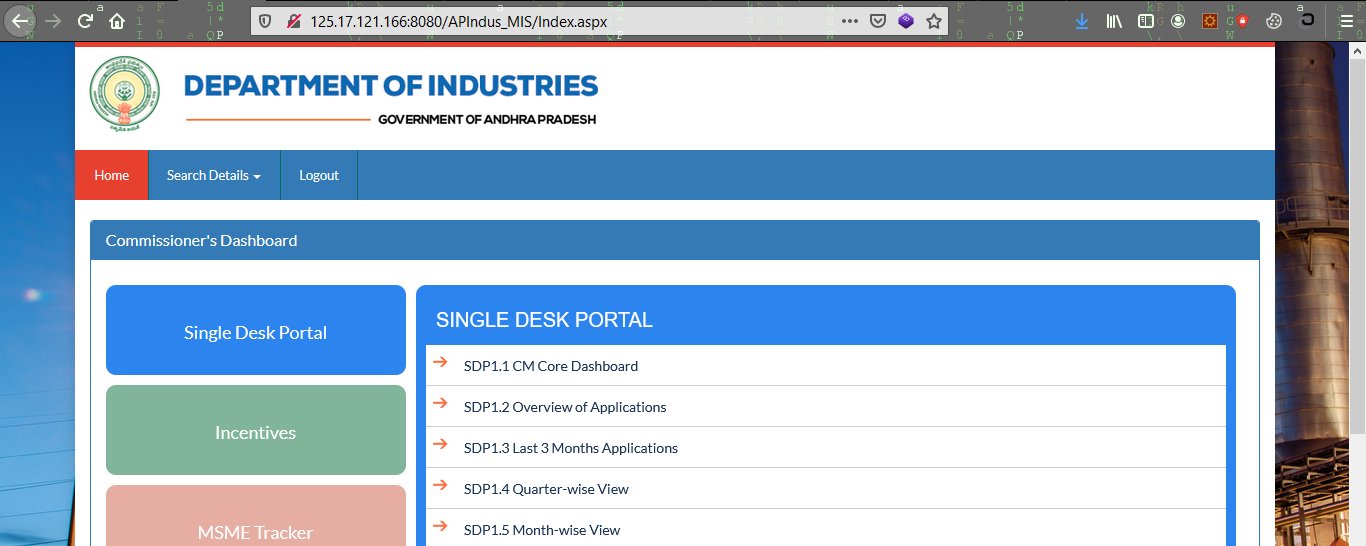 125.17.121.166:8080/APIndus_MIS/Index.aspx
DEPARTMENT OF INDUSTRIES
GOVERNMENT OF ANDHRA PRADESH
Home
Search Details
Logout
Commissioner's Dashboard
Single Desk Portal
Incentives
MSME Tracker
SINGLE DESK PORTAL
SDP1.1 CM Core Dashboard
SDP1.2 Overview of Applications
SDP1.3 Last 3 Months Applications
SDP1.4 Quarter-wise View
SDP1.5 Month-wise View